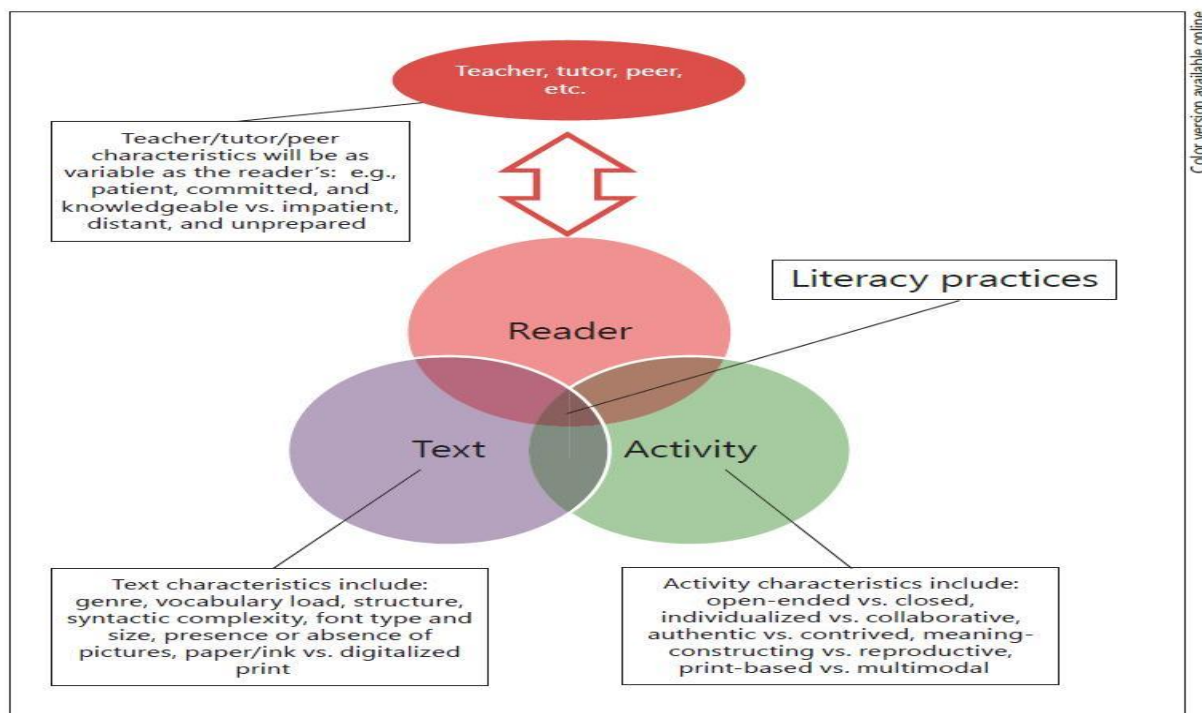 Color version available online
Teacher, tutor, peer,
etc.
Teacher/tutor/peer
characteristics will be as
variable as the reader's: e.g.,
patient, committed, and
knowledgeable vs. impatient,
distant, and unprepared
Literacy practices
Reader
Text
Activity
Text characteristics include:
genre, vocabulary load, structure,
syntactic complexity, font type and
size, presence or absence of
pictures, paper/ink vs. digitalized
print
Activity characteristics include:
open-ended vs. closed,
individualized vs. collaborative,
authentic vs. contrived, meaning-
constructing vs. reproductive,
print-based vs. multimodal